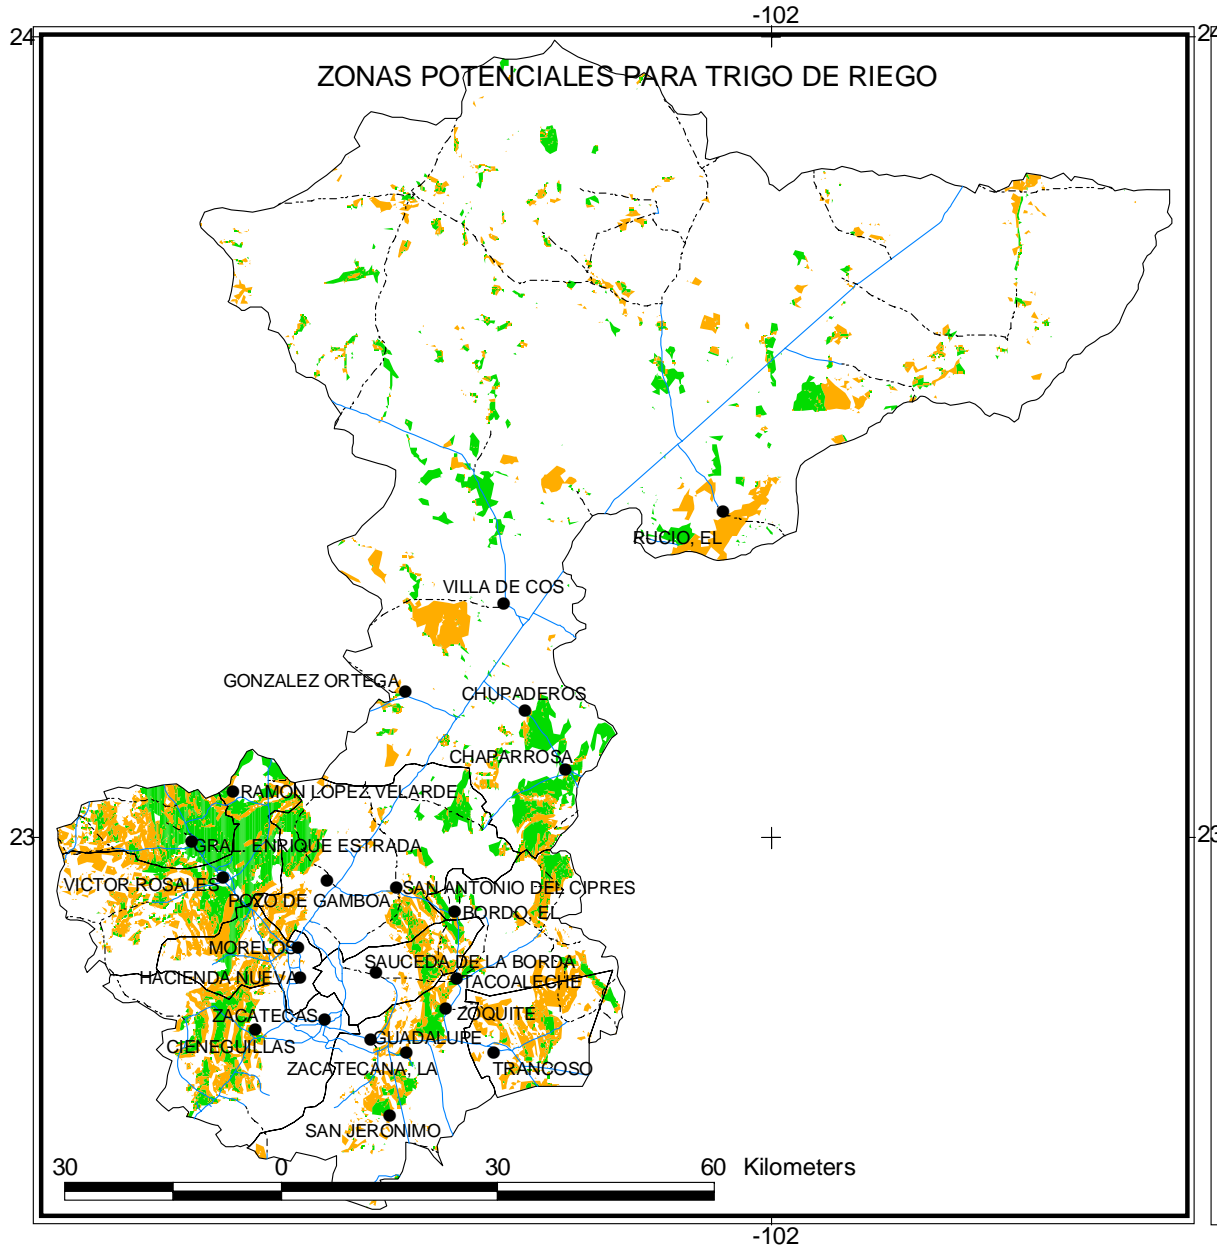 -102
24
24
ZONAS POTENCIALES PARA TRIGO DE RIEGO
RUCIO, EL
VILLA DE COS
GONZALEZ ORTEGA
CHUPADEROS
CHAPARROSA
RAMON LOPEZ VELARDE
23
23
GRAL. ENRIQUE ESTRADA
VICTOR ROSALES
SAN ANTONIO DEL CIPRES
POZO DE GAMBOA
BORDO, EL
MORELOS
SAUCEDA DE LA BORDA
HACIENDA NUEVA
TACOALECHE
ZACATECAS
ZOQUITE
GUADALUPE
CIENEGUILLAS
ZACATECANA, LA
TRANCOSO
SAN JERONIMO
30 0 30 60 Kilometers
-102